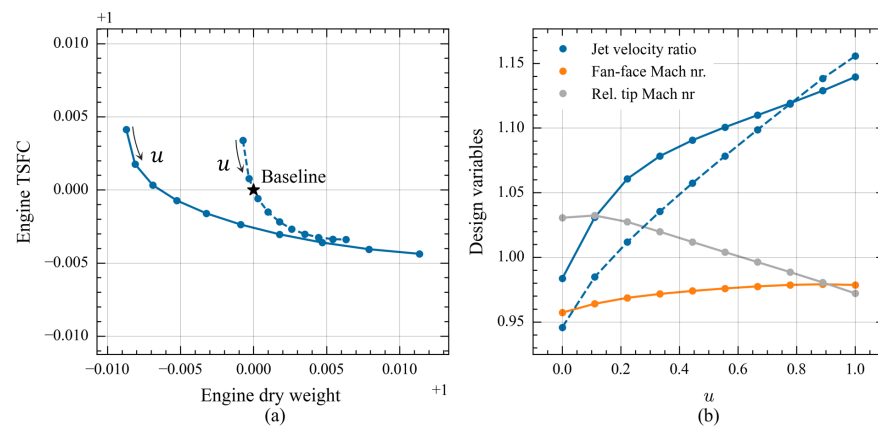 +1
0.010
0.005
0.000
−0.005
−0.010
Engine TSFC
u
u
Baseline
−0.010 −0.005 0.000 0.005 0.010
+1
Engine dry weight
(a)
Jet velocity ratio
Fan-face Mach nr.
Rel. tip Mach nr
1.15
1.10
1.05
1.00
0.95
Design variables
0.0 0.2 0.4 0.6 0.8 1.0
u
(b)